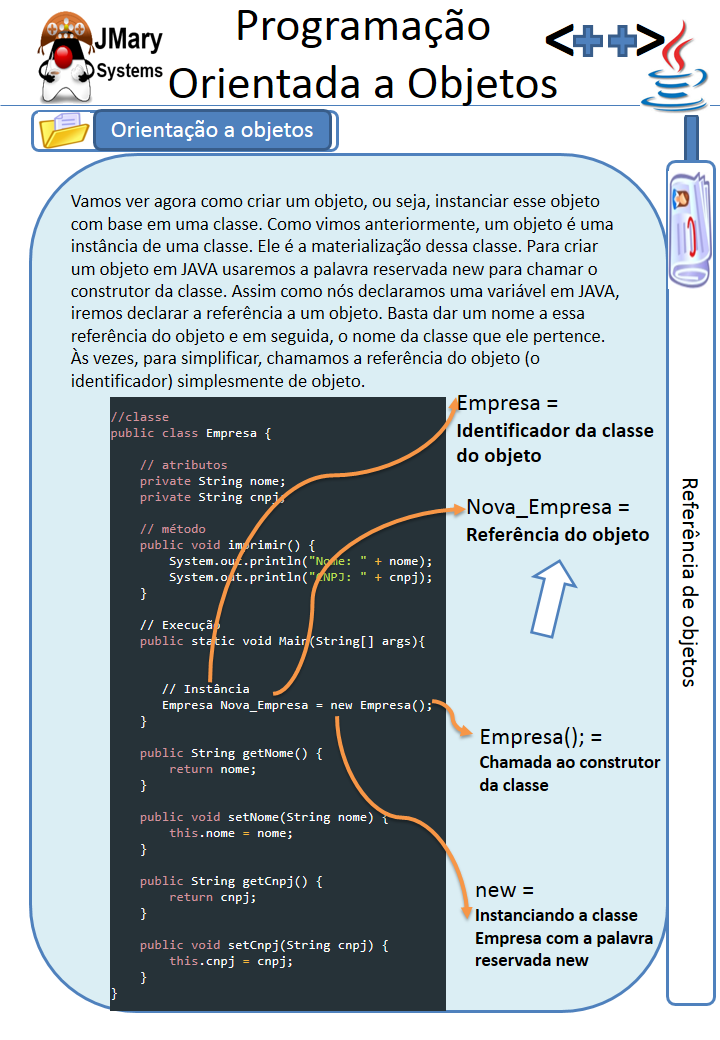 JMary
Systems
Programação
Orientada a Objetos
<++>
Orientação a objetos
Vamos ver agora como criar um objeto, ou seja, instanciar esse objeto
com base em uma classe. Como vimos anteriormente, um objeto é uma
instância de uma classe. Ele é a materialização dessa classe. Para criar
um objeto em JAVA usaremos a palavra reservada new para chamar o
construtor da classe. Assim como nós declaramos uma variável em JAVA,
iremos declarar a referência a um objeto. Basta dar um nome a essa
referência do objeto e em seguida, o nome da classe que ele pertence.
Às vezes, para simplificar, chamamos a referência do objeto (o
identificador) simplesmente de objeto.
//classe
public class Empresa {
// atributos
private String nome;
private String cnpj;
// método
public void imprimir() {
System.out.println("Nome: " + nome);
System.out.println("CNPJ: " + cnpj);
}
// Execução
public static void Main(String[] args){
// Instância
Empresa Nova_Empresa = new Empresa();
}
public String getNome() {
return nome;
}
public void setNome(String nome) {
this.nome = nome;
}
public String getCnpj() {
return cnpj;
}
public void setCnpj(String cnpj) {
this.cnpj = cnpj;
}
}
Empresa =
Identificador da classe
do objeto
Nova_Empresa =
Referência do objeto
Empresa(); =
Chamada ao construtor
da classe
new =
Instanciando a classe
Empresa com a palavra
reservada new
Referência de objetos